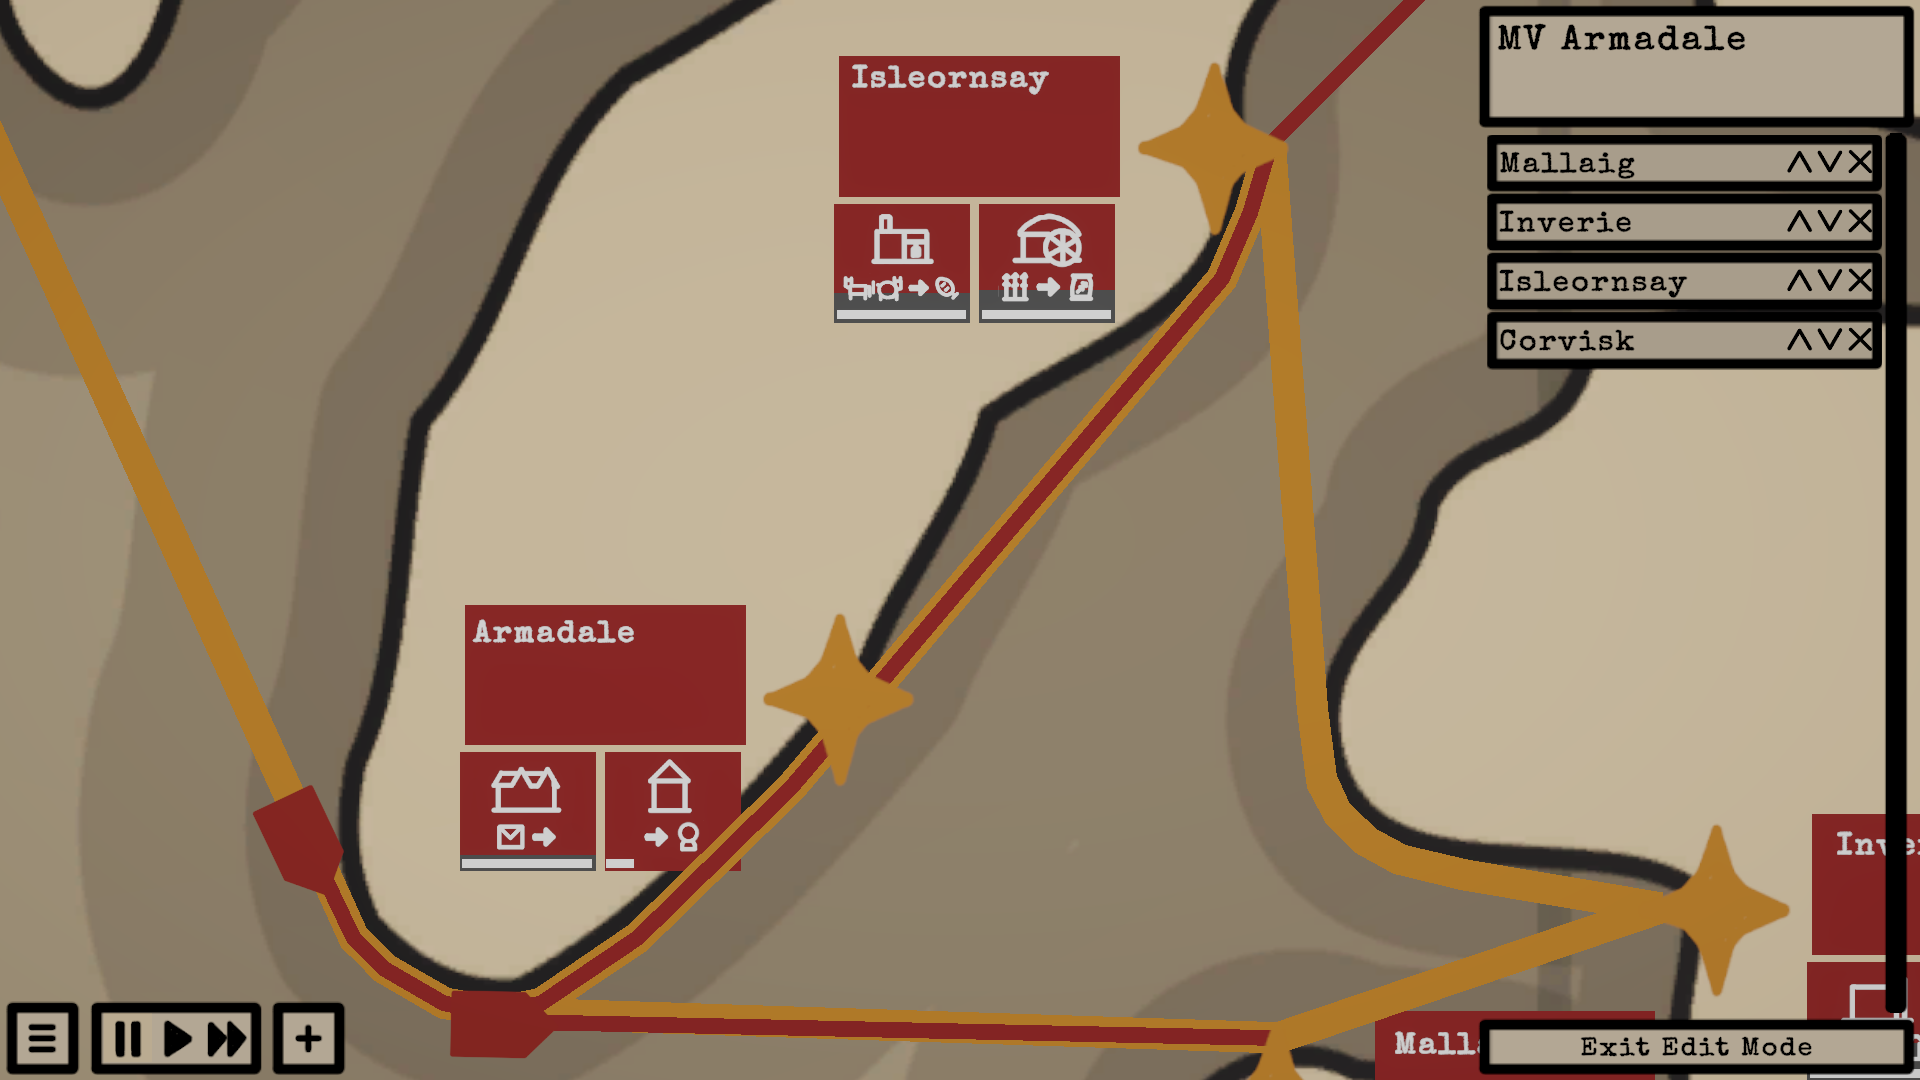 Isleornsay
MV Armadale
Mallaig
Inverie
Isleornsay
Corvisk
Armadale
Exit Edit Mode